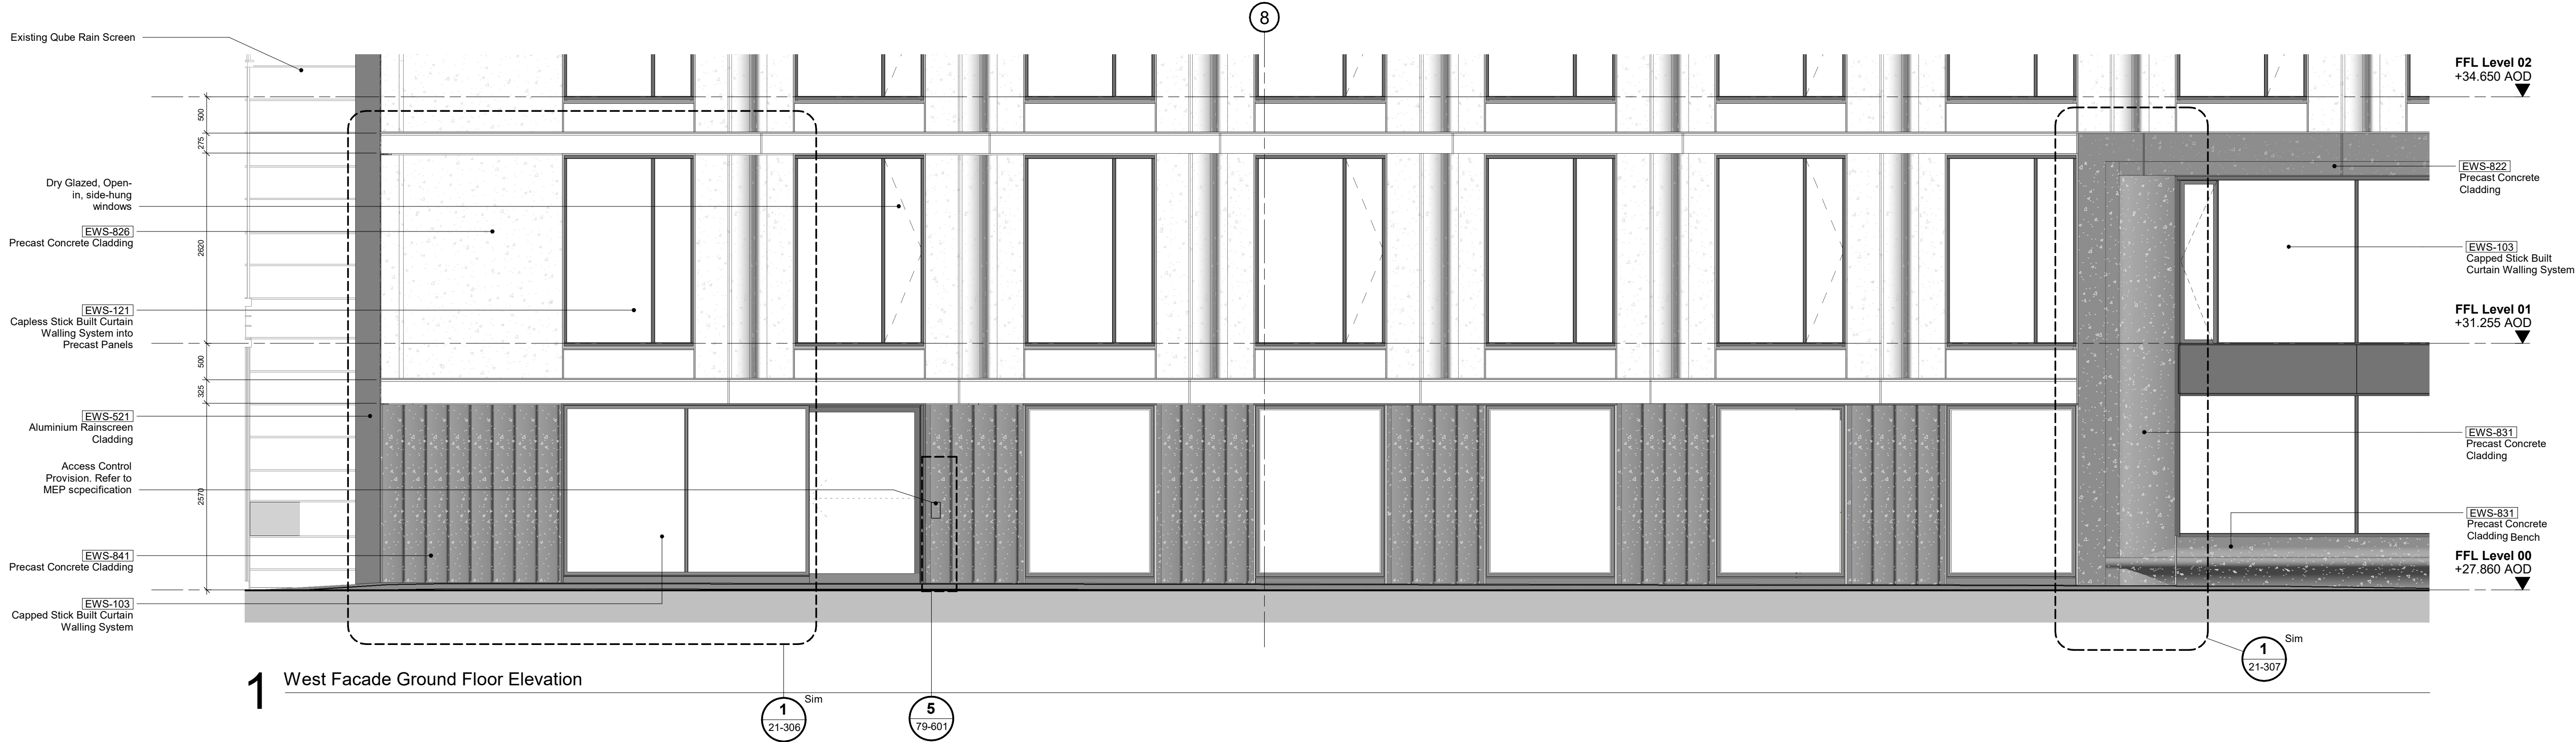 8
Existing Qube Rain Screen
FFL Level 02
+34.650 AOD
500
275
EWS-822
Precast Concrete
Cladding
Dry Glazed, Open-
in, side-hung
windows
EWS-826
Precast Concrete Cladding
2620
EWS-103
Capped Stick Built
Curtain Walling System
EWS-121
Capless Stick Built Curtain
Walling System into
Precast Panels
FFL Level 01
+31.255 AOD
500
325
EWS-521
Aluminium Rainscreen
Cladding
EWS-831
Precast Concrete
Cladding
Access Control
Provision. Refer to
MEP scpecification
2570
EWS-831
Precast Concrete
Cladding Bench
EWS-841
Precast Concrete Cladding
FFL Level 00
+27.860 AOD
EWS-103
Capped Stick Built Curtain
Walling System
1
Sim
21-307
1
West Facade Ground Floor Elevation
1
Sim
21-306
5
79-601